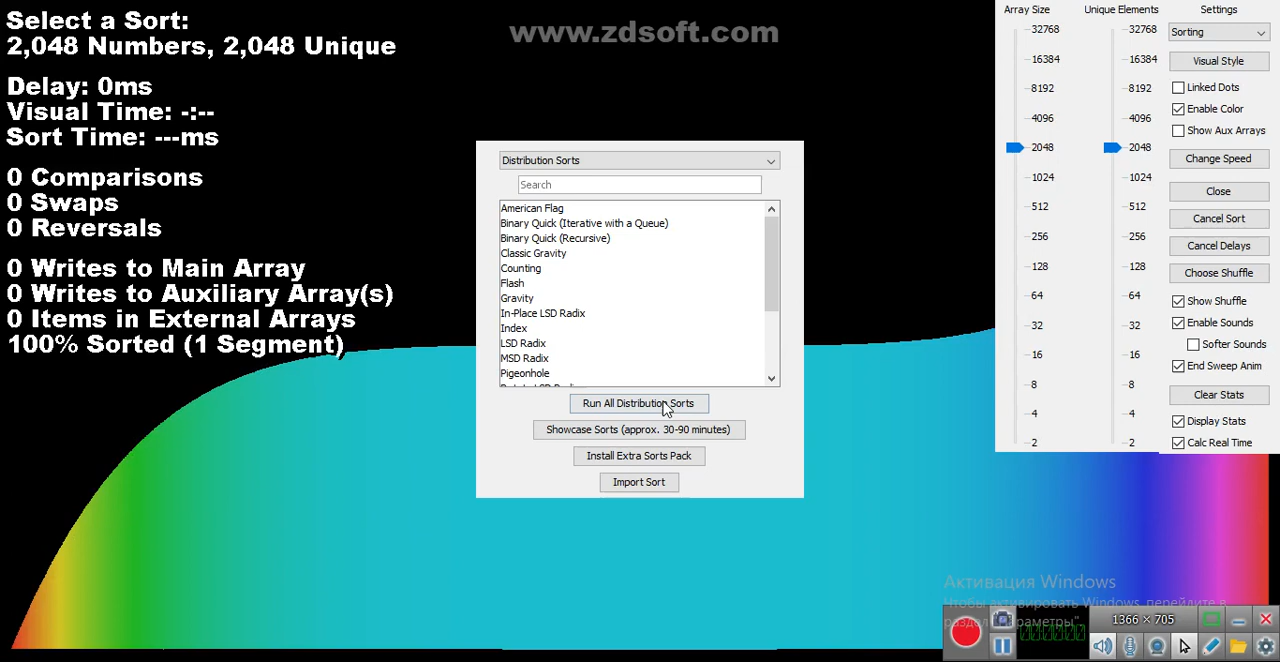 Select a Sort:
2,048 Numbers, 2,048 Unique
Delay: 0ms
Visual Time: -:--
Sort Time: ---ms
0 Comparisons
0 Swaps
0 Reversals
0 Writes to Main Array
0 Writes to Auxiliary Array(s)
0 Items in External Arrays
100% Sorted (1 Segment)
www.zdsoft.com
Distribution Sorts
Search
American Flag
Binary Quick (Iterative with a Queue)
Binary Quick (Recursive)
Classic Gravity
Counting
Flash
Gravity
In-Place LSD Radix
Index
LSD Radix
MSD Radix
Pigeonhole
Run All Distribution Sorts
Showcase Sorts (approx. 30-90 minutes)
Install Extra Sorts Pack
Import Sort
Array Size
32768
16384
8192
4096
2048
1024
512
256
128
64
32
16
8
4
2
Unique Elements
32768
16384
8192
4096
2048
1024
512
256
128
64
32
16
8
4
2
Settings
Sorting
Visual Style
Linked Dots
Enable Color
Show Aux Arrays
Change Speed
Close
Cancel Sort
Cancel Delays
Choose Shuffle
Show Shuffle
Enable Sounds
Softer Sounds
End Sweep Anim
Clear Stats
Display Stats
Calc Real Time
Активация Windows
Чтобы активировать Windows, перейдите в
раздел "Параметры".
1366 × 705